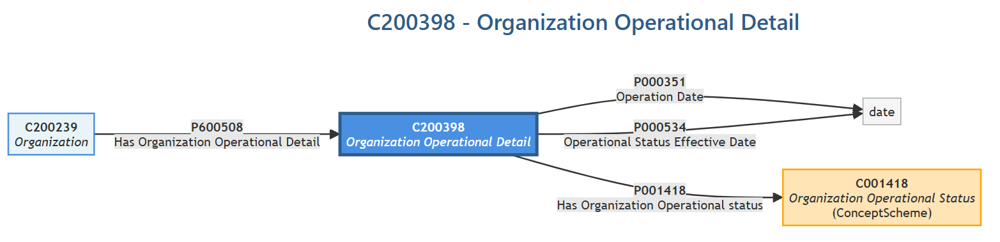 C200398 - Organization Operational Detail
C200239
Organization
P600508
Has Organization Operational Detail
C200398
Organization Operational Detail
P000351
Operation Date
P000534
Operational Status Effective Date
date
P001418
Has Organization Operational status
C001418
Organization Operational Status
(ConceptScheme)